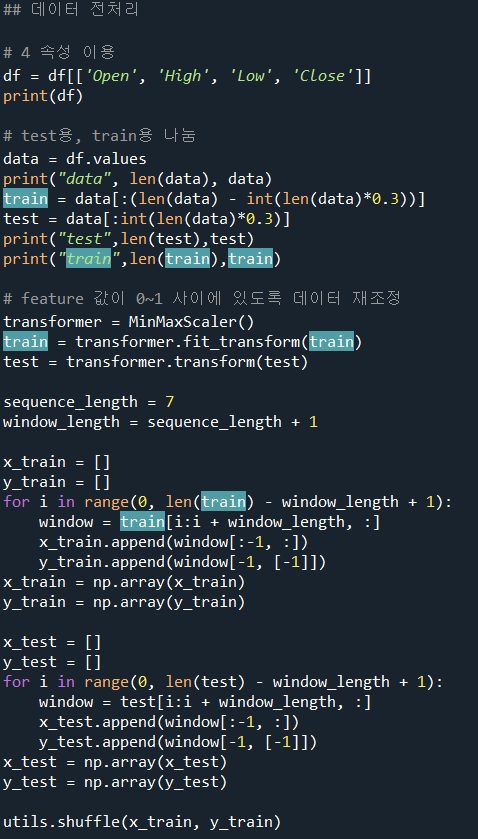 ## 데이터 전처리
# 4 속성 이용
df = df[['Open', 'High', 'Low', 'Close']]
print(df)
# test용, train용 나눔
data = df.values
print("data", len(data), data)
train = data[:(len(data) - int(len(data)*0.3))]
test = data[:int(len(data)*0.3)]
print("test",len(test),test)
print("train",len(train),train)
# feature 값이 0~1 사이에 있도록 데이터 재조정
transformer = MinMaxScaler()
train = transformer.fit_transform(train)
test = transformer.transform(test)
sequence_length = 7
window_length = sequence_length + 1
x_train = []
y_train = []
for i in range(0, len(train) - window_length + 1):
    window = train[i:i + window_length, :]
    x_train.append(window[:-1, :])
    y_train.append(window[-1, [-1]])
x_train = np.array(x_train)
y_train = np.array(y_train)
x_test = []
y_test = []
for i in range(0, len(test) - window_length + 1):
    window = test[i:i + window_length, :]
    x_test.append(window[:-1, :])
    y_test.append(window[-1, [-1]])
x_test = np.array(x_test)
y_test = np.array(y_test)
utils.shuffle(x_train, y_train)